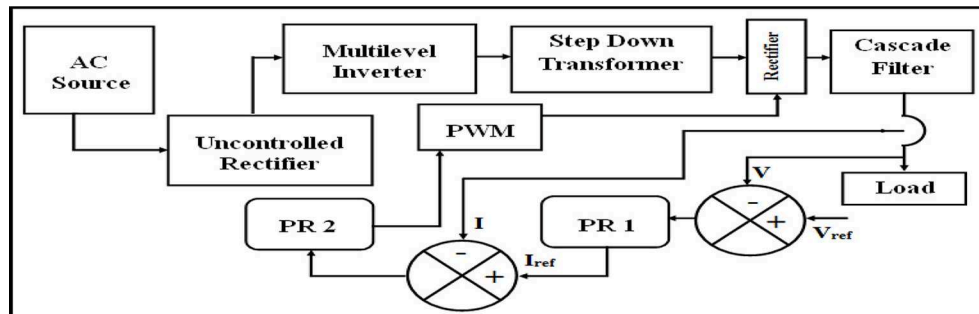 AC
Source
Multilevel
Inverter
Step Down
Transformer
Rectifier
Cascade
Filter
Uncontrolled
Rectifier
PWM
V
Load
PR 2
I
PR 1
-
+
Vref
-
+
Iref